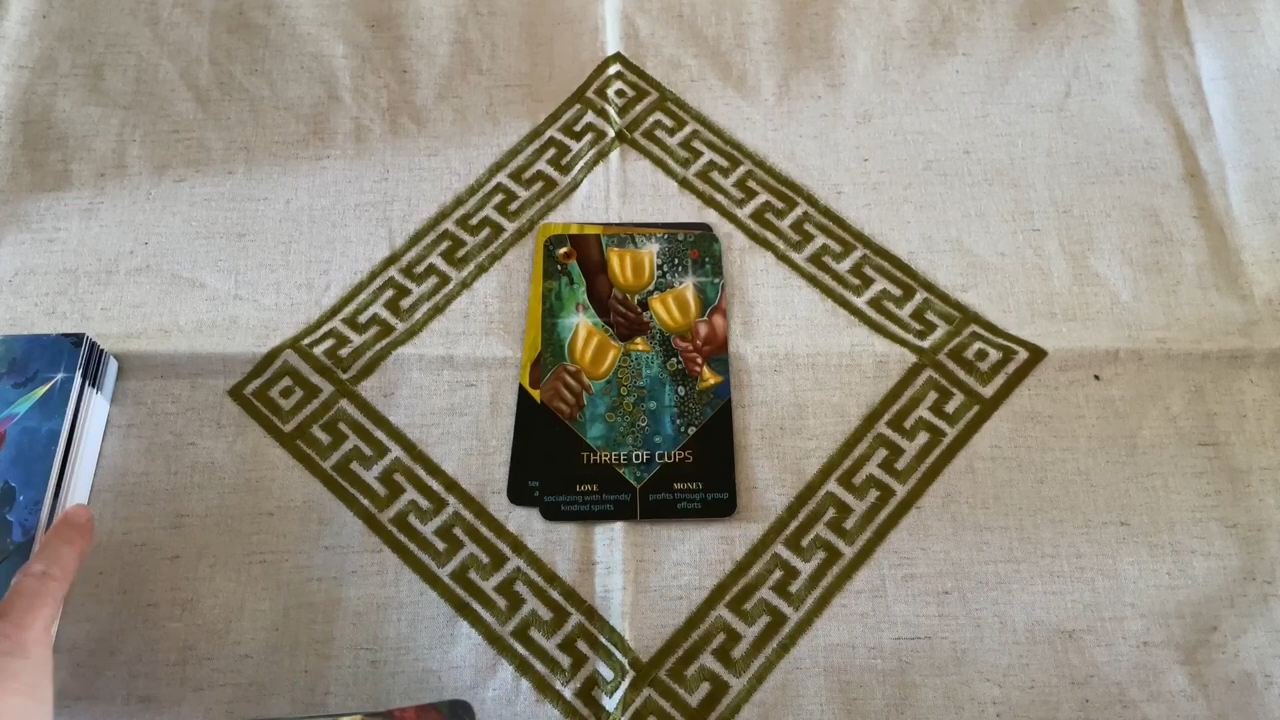 THREE OF CUPS
LOVE
socializing with friends/
kindred spirits
MONEY
profits through group
efforts